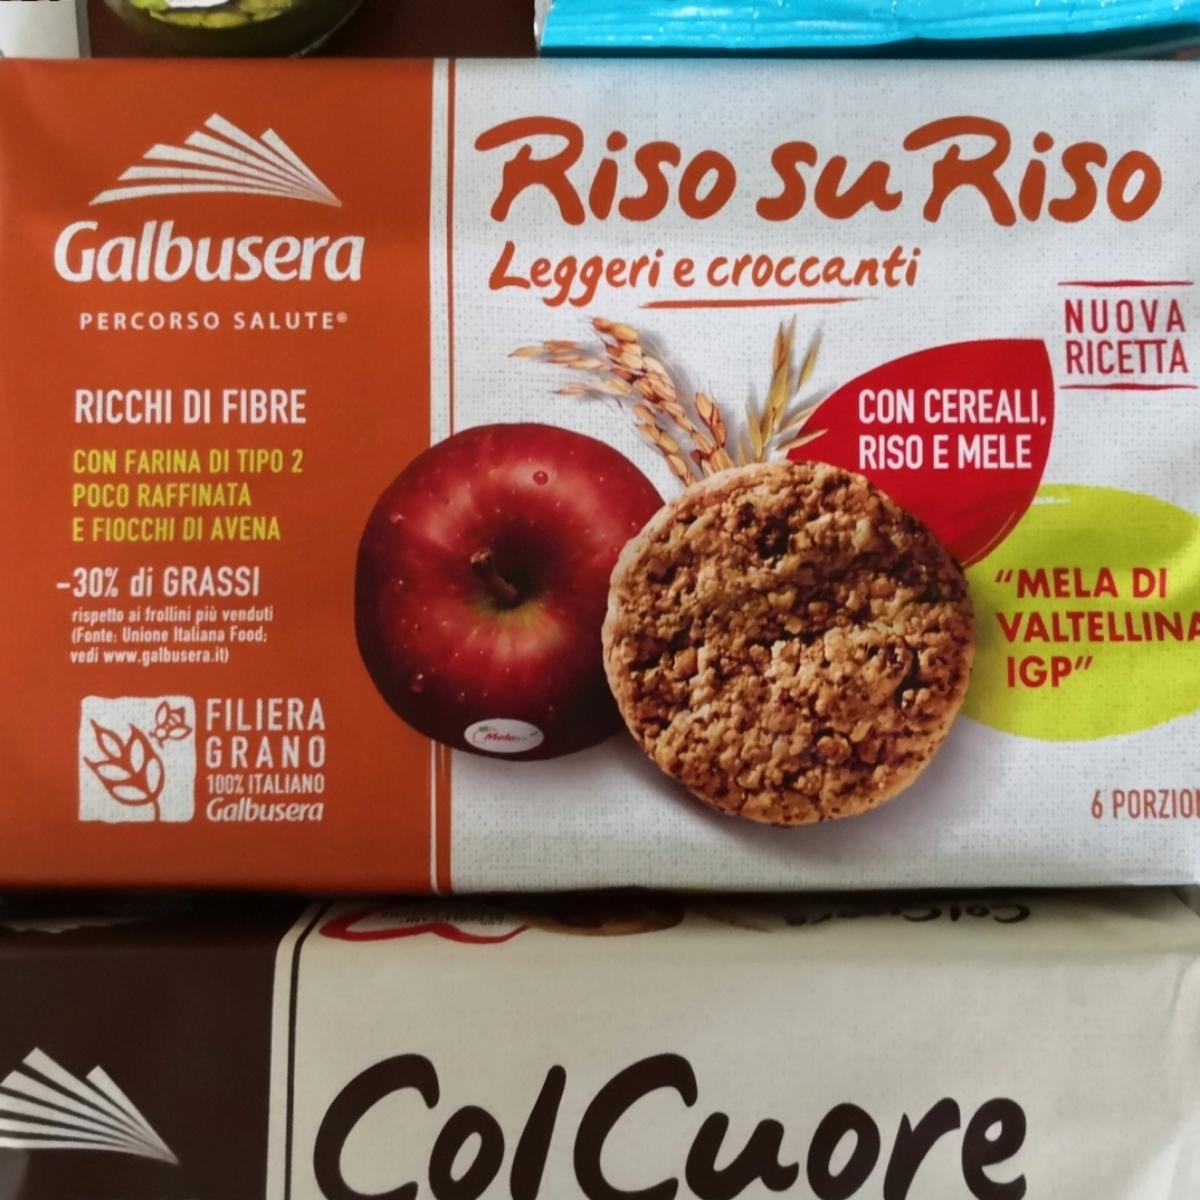 Galbusera
PERCORSO SALUTE®
RICCHI DI FIBRE
CON FARINA DI TIPO 2
POCO RAFFINATA
E FIOCCHI DI AVENA
-30% di GRASSI
rispetto ai frollini più venduti
(Fonte: Unione Italiana Food;
vedi www.galbusera.it)
FILIERA
GRANO
100% ITALIANO
Galbusera
Riso su Riso
Leggeri e croccanti
NUOVA
RICETTA
CON CEREALI,
RISO E MELE
"MELA DI
VALTELLINA
IGP"
6 PORZION
ColCuore
ColCuore